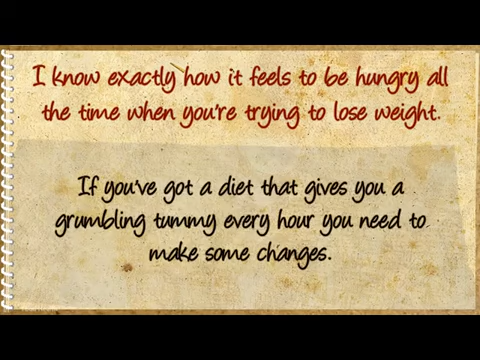 I know exactly how it feels to be hungry all
the time when you're trying to lose weight.
If you've got a diet that gives you a
grumbling tummy every hour you need to
make some changes.